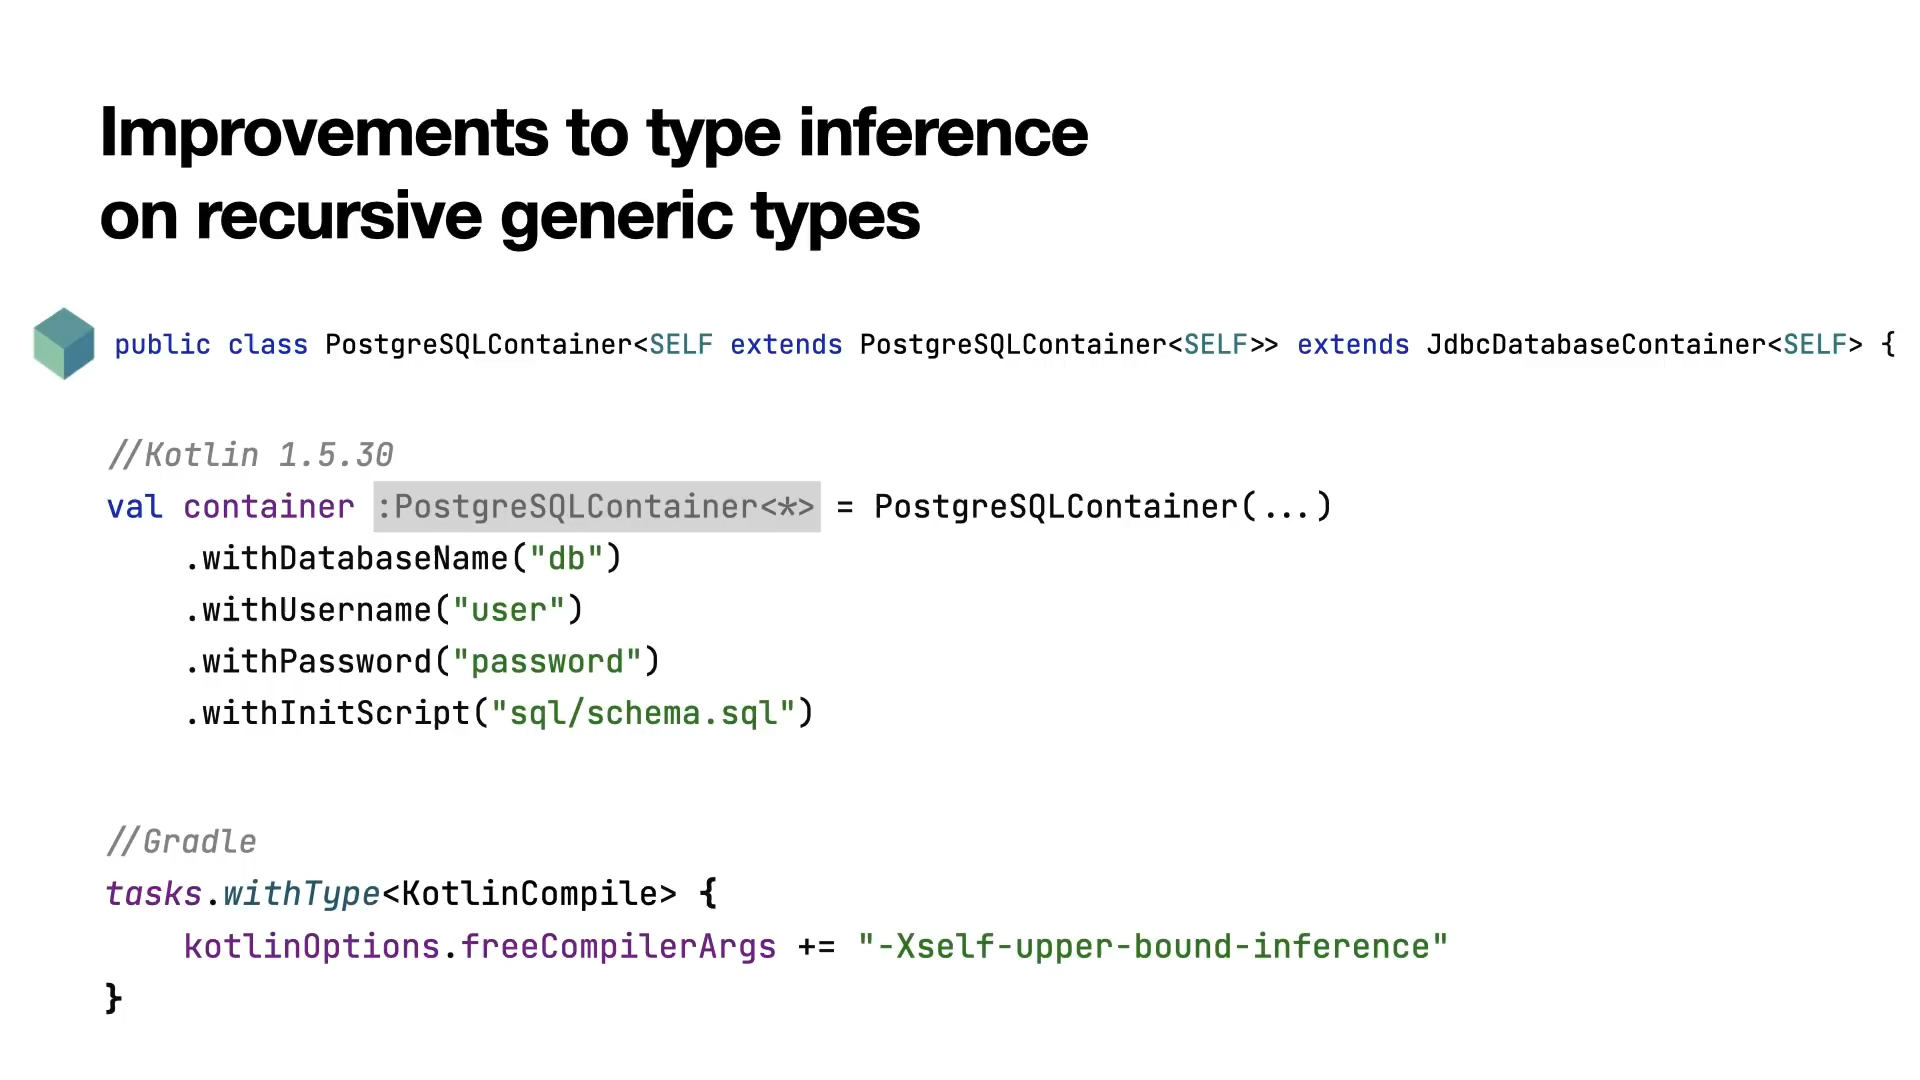 Improvements to type inference
on recursive generic types
public class PostgreSQLContainer<SELF extends PostgreSQLContainer<SELF>> extends JdbcDatabaseContainer<SELF> {
//Kotlin 1.5.30
val container :PostgreSQLContainer<*> = PostgreSQLContainer(...)
.withDatabaseName("db")
.withUsername("user")
.withPassword("password")
.withInitScript("sql/schema.sql")
//Gradle
tasks.withType<KotlinCompile> {
kotlinOptions.freeCompilerArgs += "-Xself-upper-bound-inference"
}